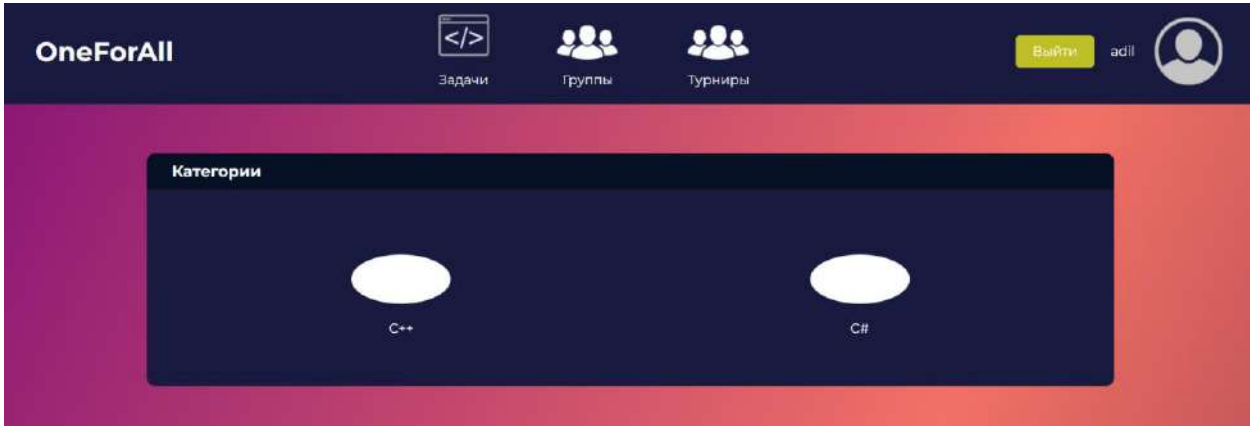 OneForAll
</>
Задачи
Группы
Турниры
Выйти
adil
Категории
C++
C#